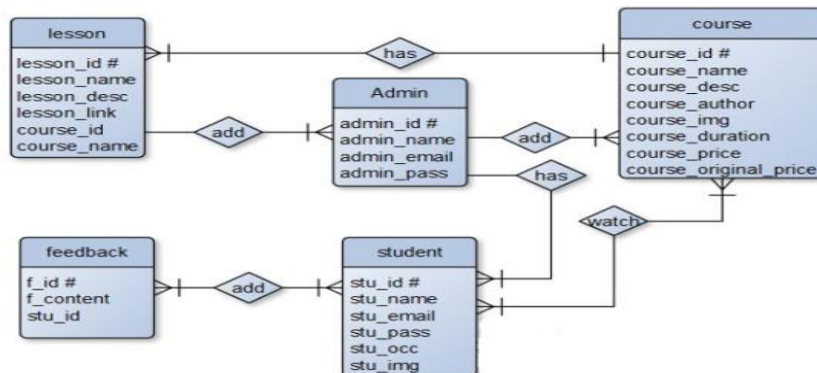 lesson
lesson_id #
lesson_name
lesson_desc
lesson_link
course_id
course_name
has
course
course_id #
course_name
course_desc
course_author
course_img
course_duration
course_price
course_original_price
add
Admin
admin_id #
admin_name
admin_email
admin_pass
add
has
watch
feedback
f_id #
f_content
stu_id
add
student
stu_id #
stu_name
stu_email
stu_pass
stu_occ
stu_img